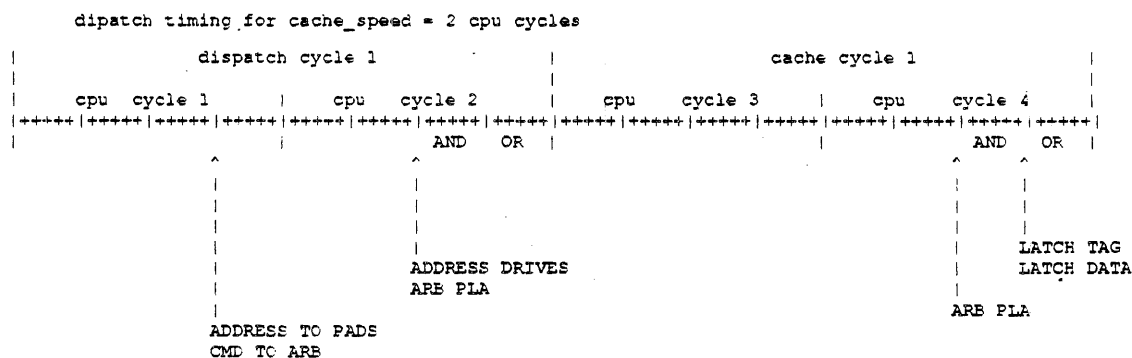 dipatch timing for cache_speed = 2 cpu cycles
| dispatch cycle 1 | cache cycle 1 |
| cpu cycle 1 | cpu cycle 2 | cpu cycle 3 | cpu cycle 4 |
|+++++|+++++|+++++|+++++|+++++|+++++|+++++|+++++|+++++|+++++|+++++|+++++|+++++|+++++|+++++|+++++|
| | AND OR | | AND OR |
LATCH TAG
ADDRESS DRIVES LATCH DATA
ARB PLA
ARB PLA
ADDRESS TO PADS
CMD TO ARB